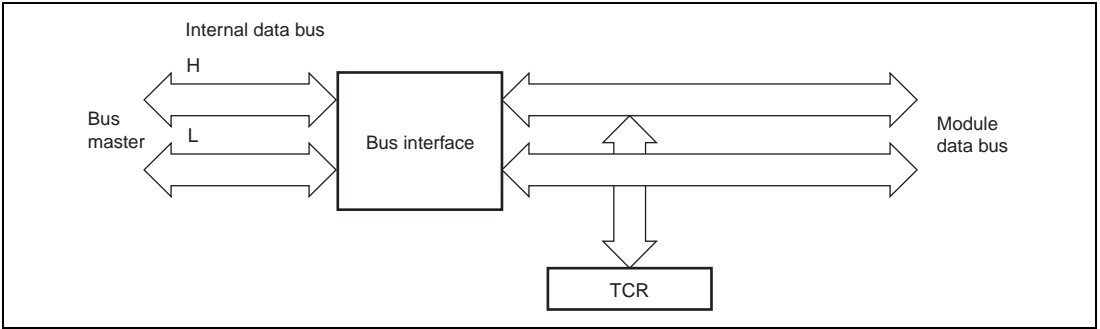 Internal data bus
H
Bus
master
L
Bus interface
Module
data bus
TCR